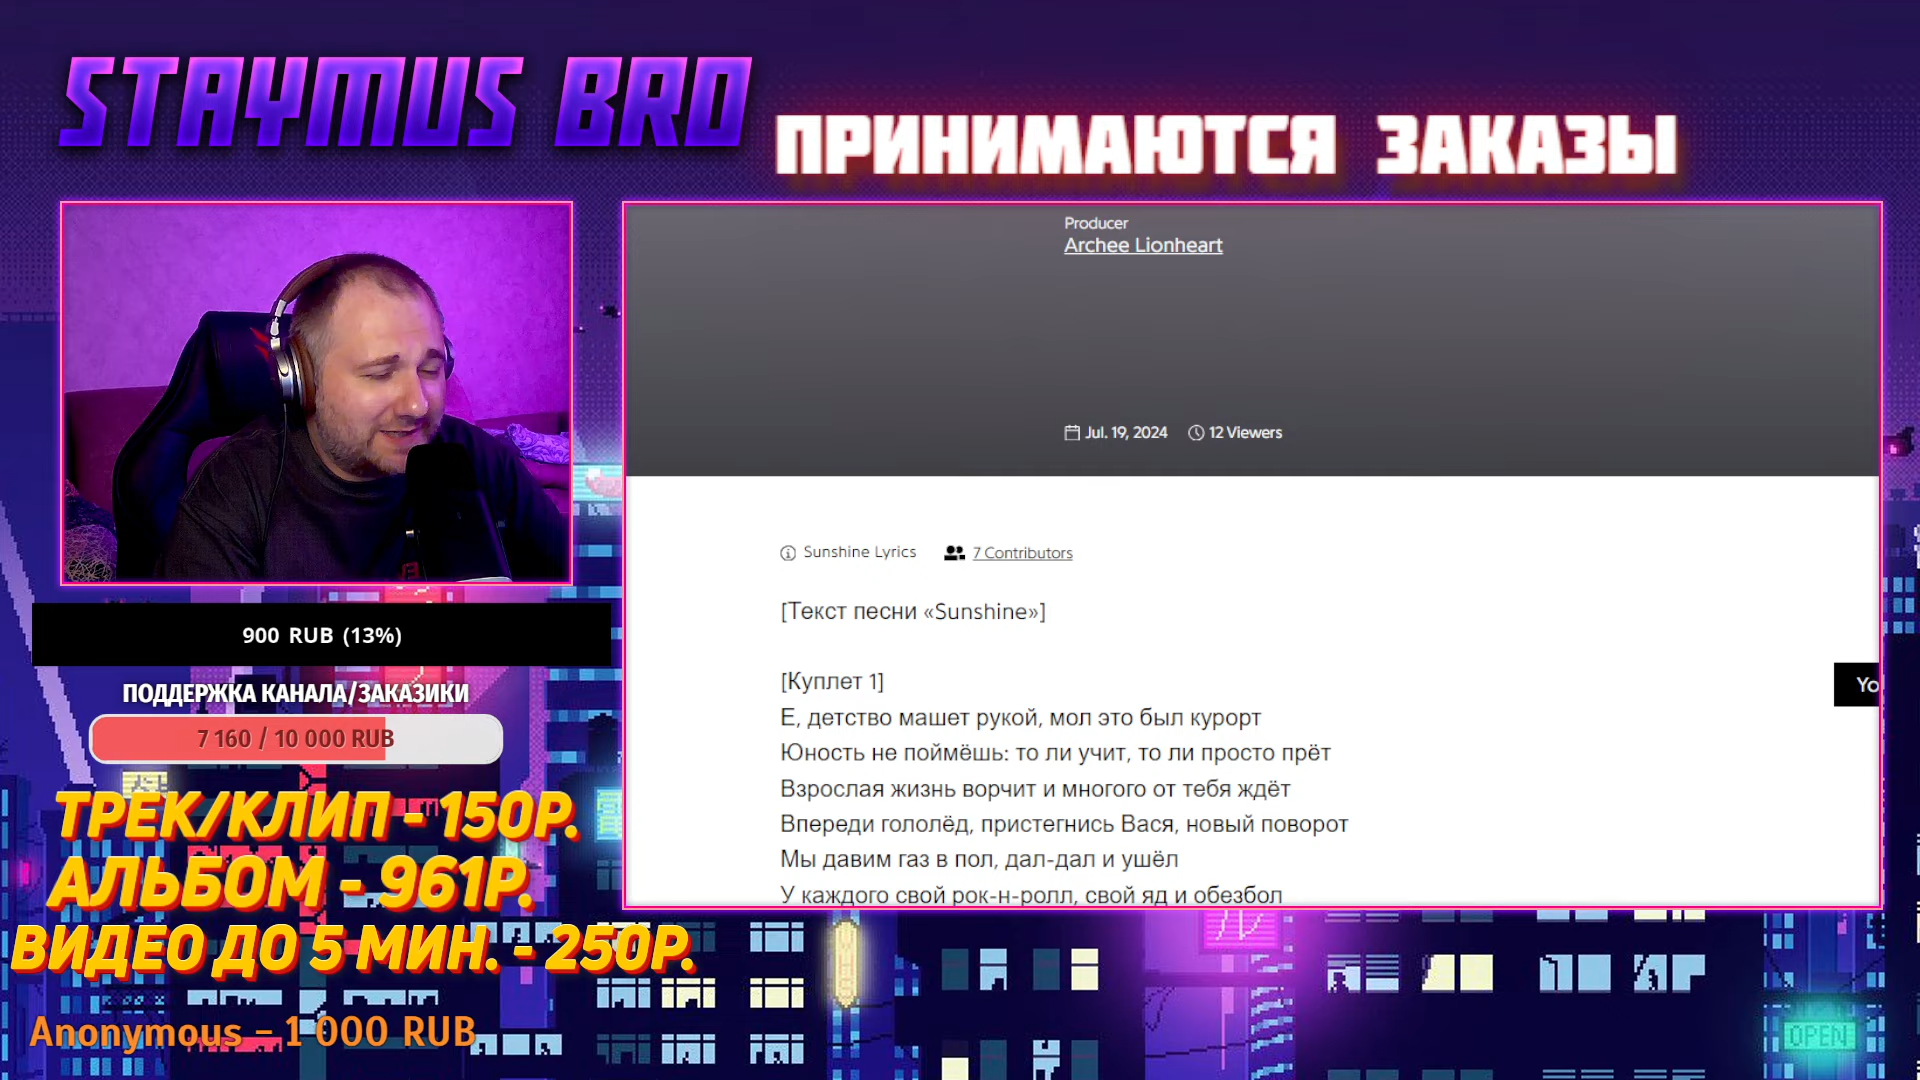 STAYMUS BRO
ПРИНИМАЮТСЯ ЗАКАЗЫ
Producer
Archee Lionheart
Jul. 19, 2024 12 Viewers
Sunshine Lyrics 7 Contributors
[Текст песни «Sunshine»]
[Куплет 1]
Е, детство машет рукой, мол это был курорт
Юность не поймёшь: то ли учит, то ли просто прёт
Взрослая жизнь ворчит и многого от тебя ждёт
Впереди гололёд, пристегнись Вася, новый поворот
Мы давим газ в пол, дал-дал и ушёл
У каждого свой рок-н-ролл, свой яд и обезбол
Yo
900 RUB (13%)
ПОДДЕРЖКА КАНАЛА/ЗАКАЗИКИ
7 160 / 10 000 RUB
ТРЕК/КЛИП - 150Р.
АЛЬБОМ - 961Р.
ВИДЕО ДО 5 МИН. - 250Р.
Anonymous – 1 000 RUB
OPEN